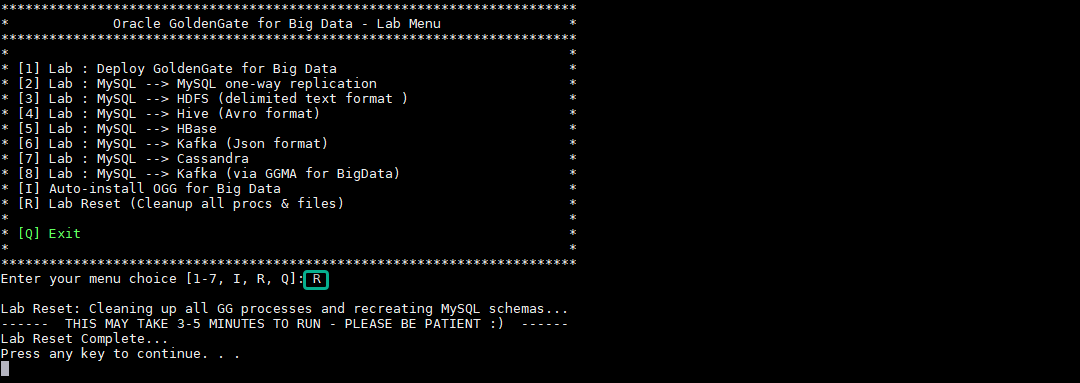 ************************************************************************
*             Oracle GoldenGate for Big Data - Lab Menu                *
************************************************************************
*                                                                      *
* [1] Lab : Deploy GoldenGate for Big Data                             *
* [2] Lab : MySQL --> MySQL one-way replication                        *
* [3] Lab : MySQL --> HDFS (delimited text format )                    *
* [4] Lab : MySQL --> Hive (Avro format)                               *
* [5] Lab : MySQL --> HBase                                            *
* [6] Lab : MySQL --> Kafka (Json format)                              *
* [7] Lab : MySQL --> Cassandra                                        *
* [8] Lab : MySQL --> Kafka (via GGMA for BigData)                     *
* [I] Auto-install OGG for Big Data                                    *
* [R] Lab Reset (Cleanup all procs & files)                            *
*                                                                      *
* [Q] Exit                                                             *
*                                                                      *
************************************************************************
Enter your menu choice [1-7, I, R, Q]: R
Lab Reset: Cleaning up all GG processes and recreating MySQL schemas...
------  THIS MAY TAKE 3-5 MINUTES TO RUN - PLEASE BE PATIENT :)  ------
Lab Reset Complete...
Press any key to continue. . .